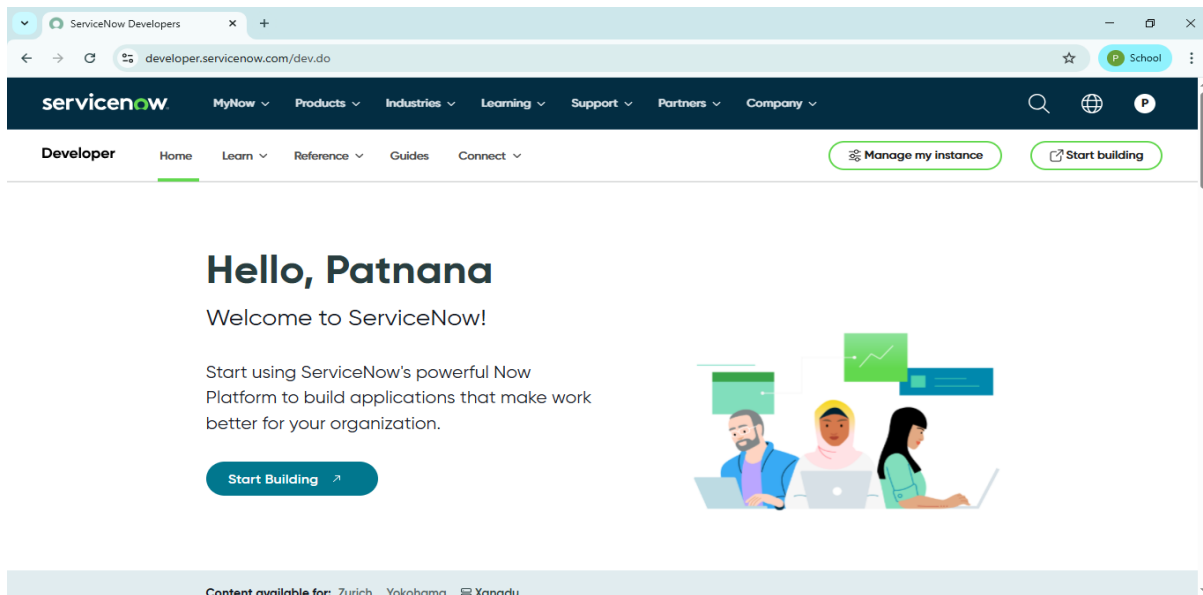 ServiceNow Developers
developer.servicenow.com/dev.do
P School
servicenow
MyNow Products Industries Learning Support Partners Company P
Developer Home Learn Reference Guides Connect Manage my instance Start building
Hello, Patnana
Welcome to ServiceNow!
Start using ServiceNow's powerful Now
Platform to build applications that make work
better for your organization.
Start Building
Content available for: Zurich Yokohama Xanadu